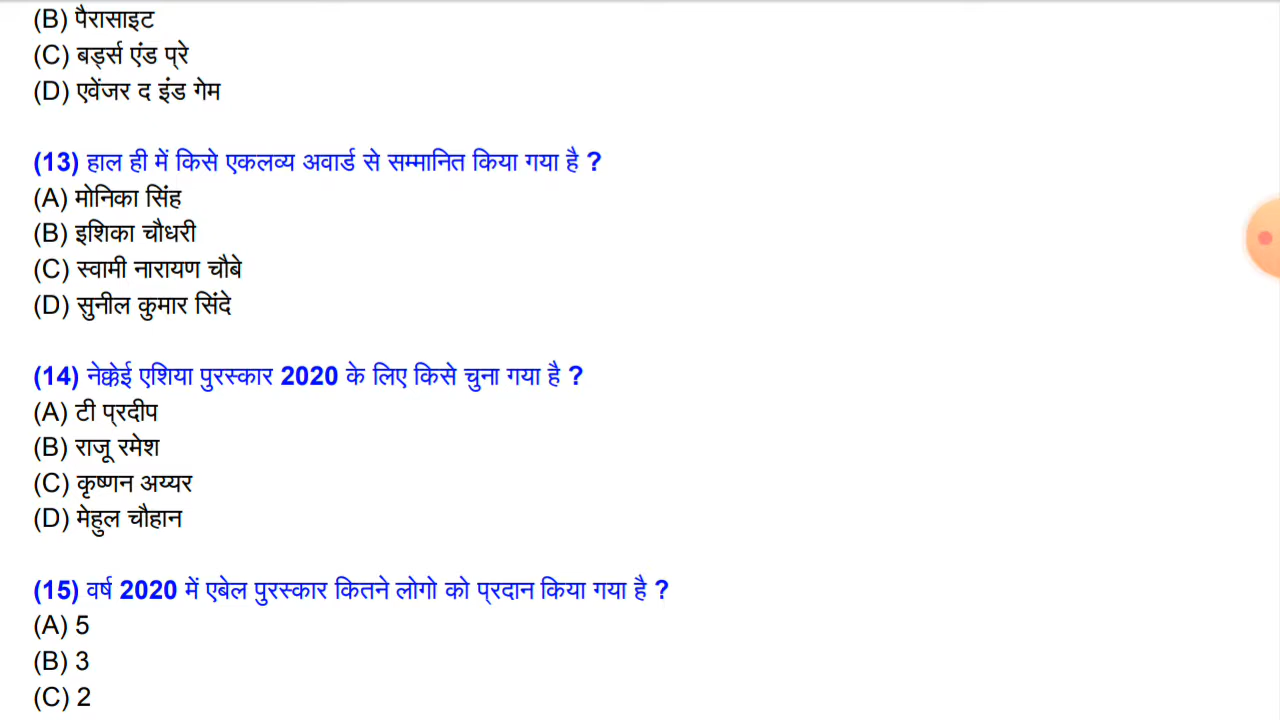 (B) पैरासाइट
(C) बर्ड्स एंड प्रे
(D) एवेंजर द इंड गेम
(13) हाल ही में किसे एकलव्य अवार्ड से सम्मानित किया गया है ?
(A) मोनिका सिंह
(B) इशिका चौधरी
(C) स्वामी नारायण चौबे
(D) सुनील कुमार सिंदे
(14) नेक्केई एशिया पुरस्कार 2020 के लिए किसे चुना गया है ?
(A) टी प्रदीप
(B) राजू रमेश
(C) कृष्णन अय्यर
(D) मेहुल चौहान
(15) वर्ष 2020 में एबेल पुरस्कार कितने लोगो को प्रदान किया गया है ?
(A) 5
(B) 3
(C) 2